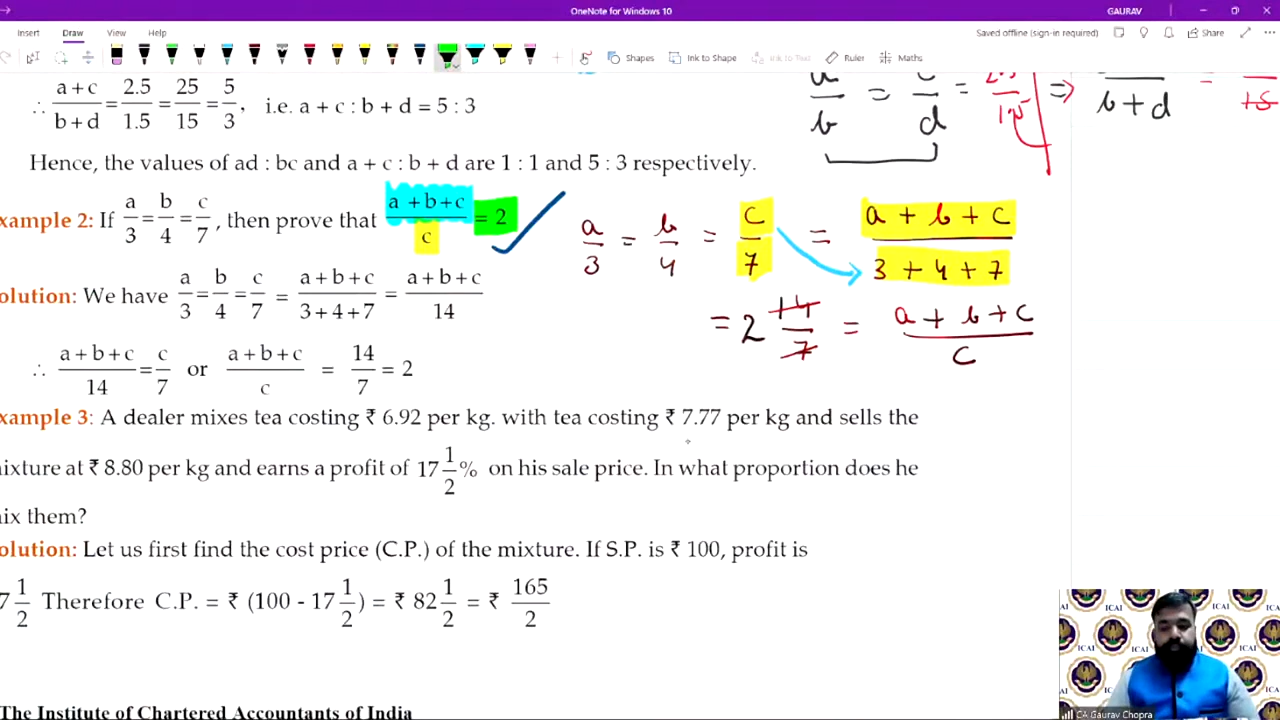 OneNote for Windows 10
GAURAV
Insert Draw View Help
Saved offline (sign in required) Share
Shapes Ink to Shape Ink to Text Ruler Maths
∴ (a + c)/(b + d) = 2.5/1.5 = 25/15 = 5/3, i.e. a + c : b + d = 5 : 3
a/b = c/d = ⇒ b + d =
Hence, the values of ad : bc and a + c : b + d are 1 : 1 and 5 : 3 respectively.
xample 2: If a/3 = b/4 = c/7, then prove that (a + b + c)/c = 2
a/3 = b/4 = c/7 = (a + b + c)/(3 + 4 + 7)
olution: We have a/3 = b/4 = c/7 = (a + b + c)/(3 + 4 + 7) = (a + b + c)/14
= 2 14/7 = (a + b + c)/c
∴ (a + b + c)/14 = c/7 or (a + b + c)/c = 14/7 = 2
xample 3: A dealer mixes tea costing ₹ 6.92 per kg. with tea costing ₹ 7.77 per kg and sells the
ixture at ₹ 8.80 per kg and earns a profit of 17 1/2 % on his sale price. In what proportion does he
ix them?
olution: Let us first find the cost price (C.P.) of the mixture. If S.P. is ₹ 100, profit is
7 1/2 Therefore C.P. = ₹ (100 - 17 1/2) = ₹ 82 1/2 = ₹ 165/2
The Institute of Chartered Accountants of India
ICAI
CA Gaurav Chopra